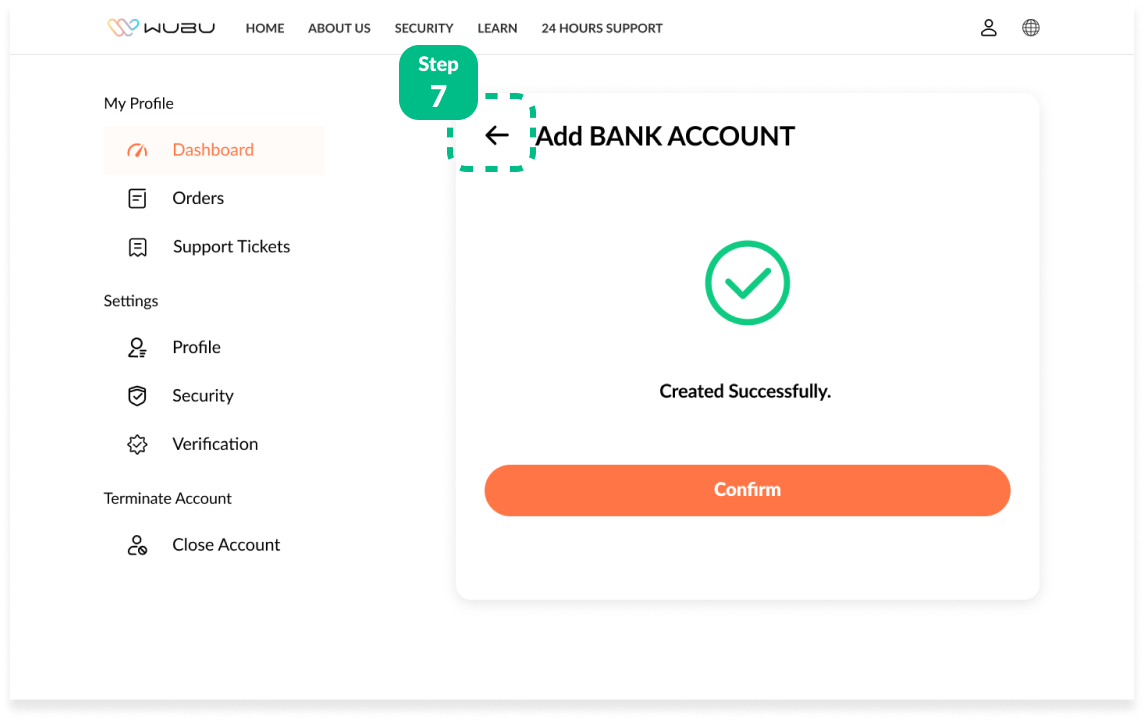 WUBU HOME ABOUT US SECURITY LEARN 24 HOURS SUPPORT
Step
7
My Profile
Dashboard
Orders
Support Tickets
Settings
Profile
Security
Verification
Terminate Account
Close Account
Add BANK ACCOUNT
Created Successfully.
Confirm